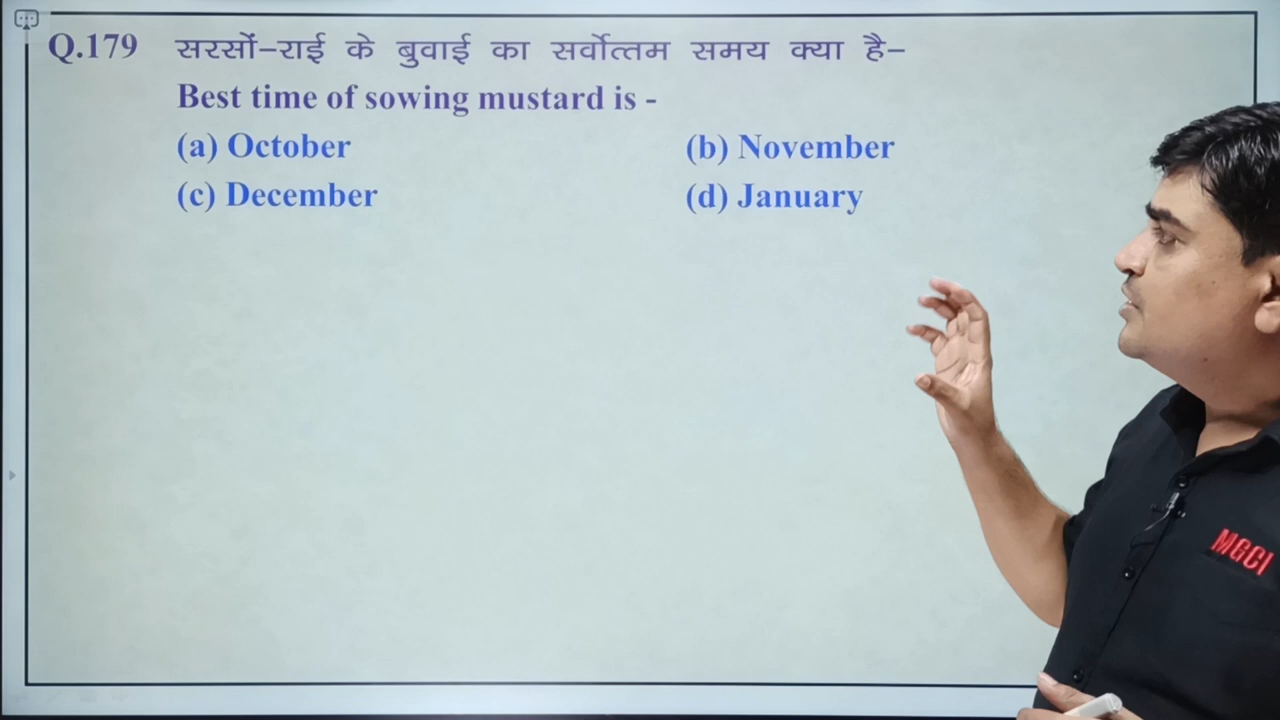 Q.179 सरसों–राई के बुवाई का सर्वोत्तम समय क्या है–
Best time of sowing mustard is -
(a) October (b) November
(c) December (d) January
MGCI